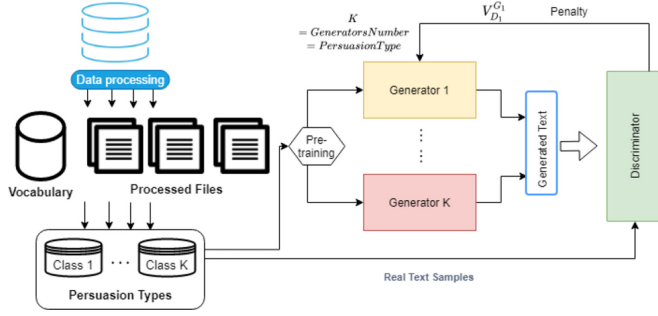 Data processing
Vocabulary
Processed Files
Class 1
...
Class K
Persuasion Types
K
= GeneratorsNumber
= PersuasionType
V_{D_1}^{G_1}
Penalty
Pre-
training
Generator 1
Generator K
Generated Text
Discriminator
Real Text Samples